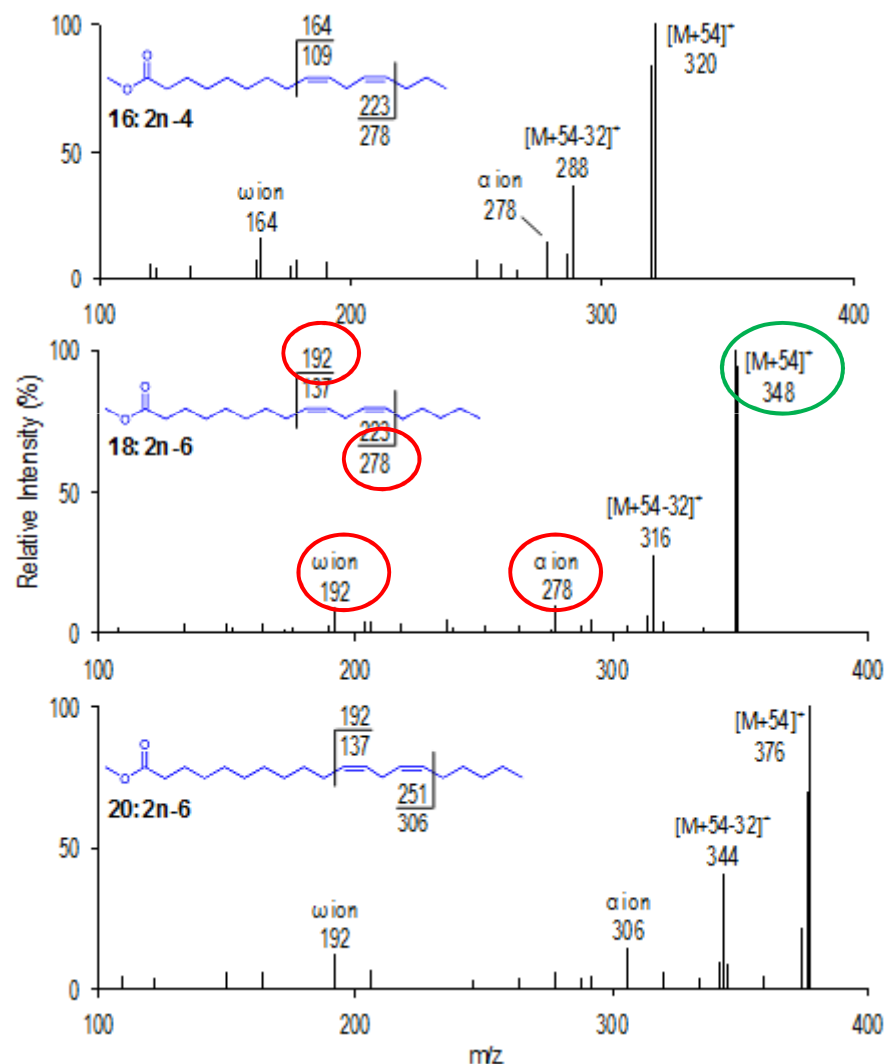 100
164
109
[M+54]⁺
320
16:2n-4
223
278
[M+54-32]⁺
288
50
α ion
278
ω ion
164
0
100
200
300
400
Relative Intensity (%)
100
192
137
[M+54]⁺
348
18:2n-6
223
278
50
[M+54-32]⁺
316
ω ion
192
α ion
278
0
100
200
300
400
100
192
137
[M+54]⁺
376
20:2n-6
251
306
[M+54-32]⁺
344
50
ω ion
192
α ion
306
0
100
200
300
400
m/z
O
O
O
O
O
O